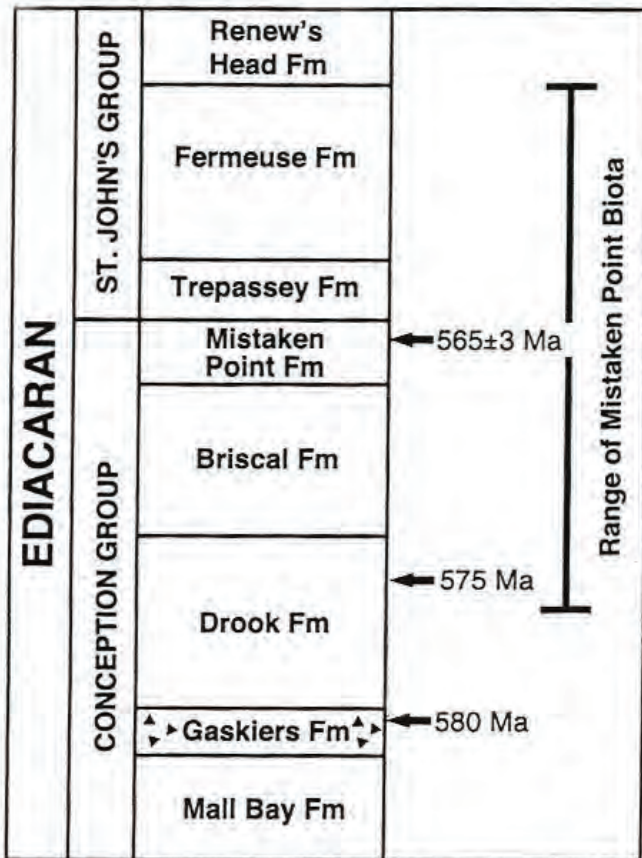 EDIACARAN
ST. JOHN'S GROUP
CONCEPTION GROUP
Renew's
Head Fm
Fermeuse Fm
Trepassey Fm
Mistaken
Point Fm
Briscal Fm
Drook Fm
Gaskiers Fm
Mall Bay Fm
565±3 Ma
575 Ma
580 Ma
Range of Mistaken Point Biota